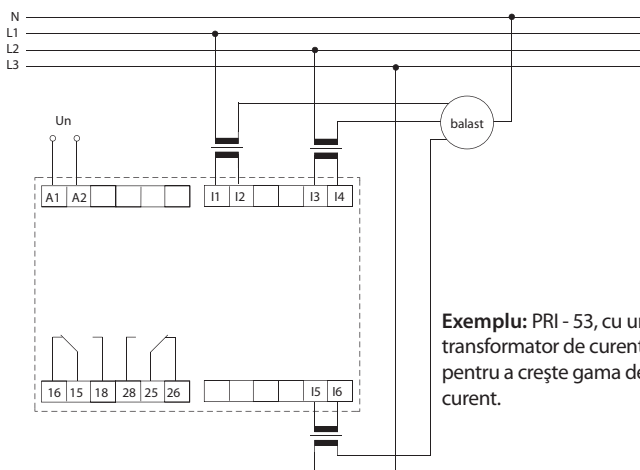 N
L1
L2
L3
Un
balast
A1 A2
I1 I2 I3 I4
Exemplu: PRI - 53, cu un
transformator de curent
pentru a creşte gama de
curent.
16 15 18 28 25 26
I5 I6